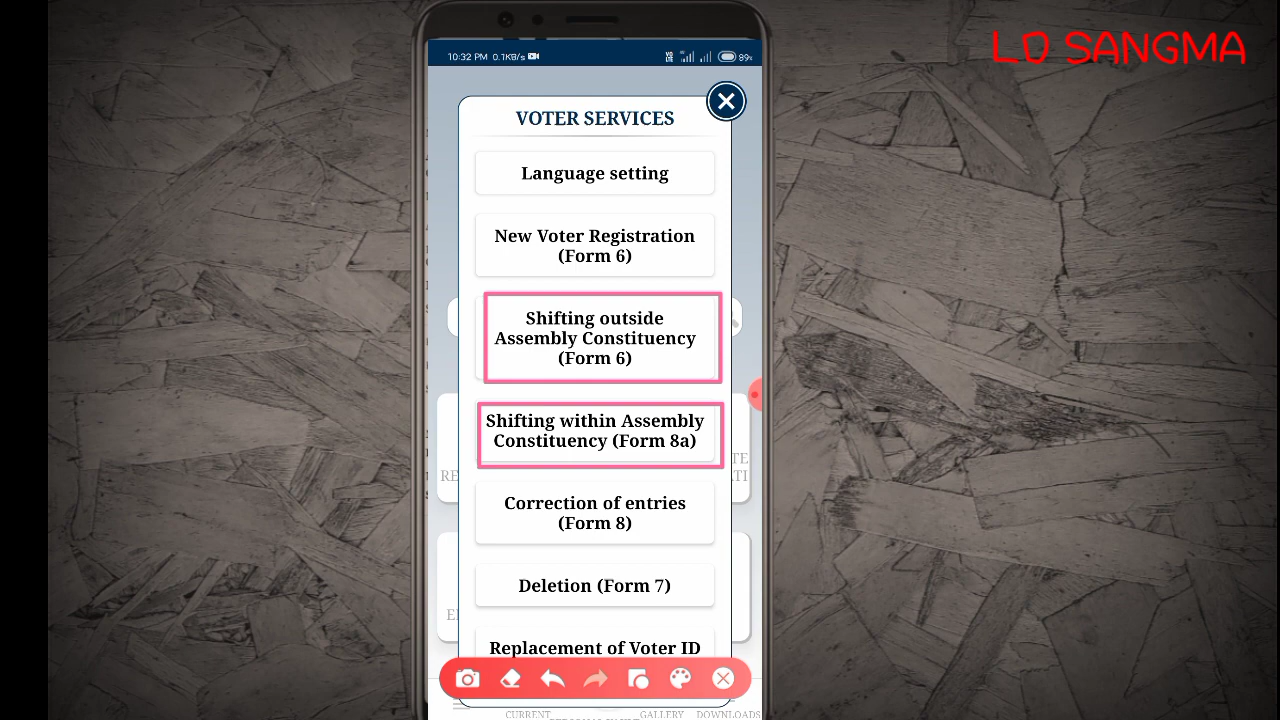 LD SANGMA
10:32 PM 0.1KB/s
89%
VOTER SERVICES
Language setting
New Voter Registration
(Form 6)
Shifting outside
Assembly Constituency
(Form 6)
Shifting within Assembly
Constituency (Form 8a)
Correction of entries
(Form 8)
Deletion (Form 7)
Replacement of Voter ID
CURRENT
GALLERY
DOWNLOADS